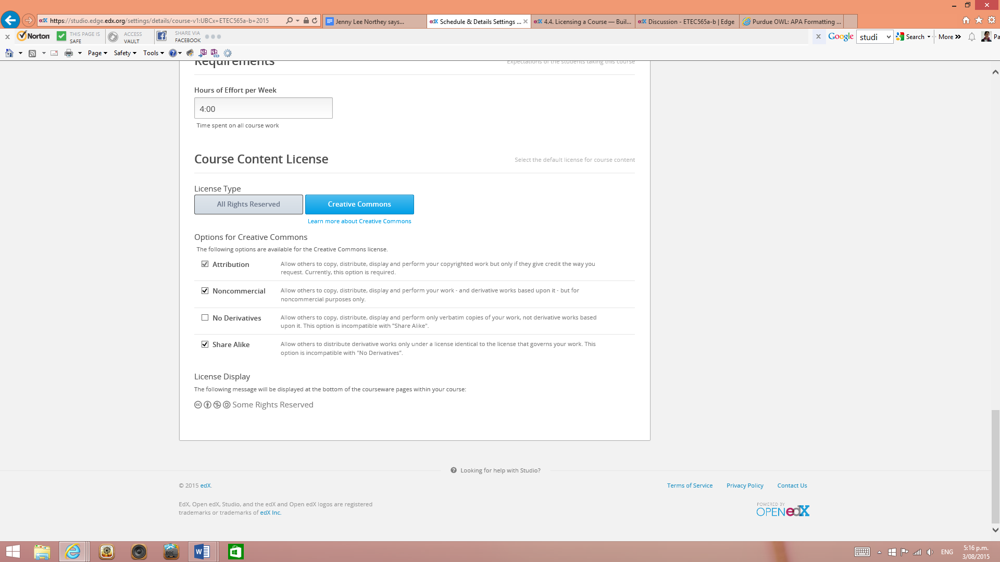 https://studio.edge.edx.org/settings/details/course-v1:UBCx+ETEC565a-b+2015
Jenny Lee Northey says...
Schedule & Details Settings ...
4.4. Licensing a Course — Buil...
Discussion - ETEC565a-b | Edge
Purdue OWL: APA Formatting ...
Norton
THIS PAGE IS
SAFE
ACCESS
VAULT
SHARE VIA
FACEBOOK
Google
studi
Search
More
Pa
Page
Safety
Tools
Requirements
Expectations of the students taking this course
Hours of Effort per Week
4:00
Time spent on all course work
Course Content License
Select the default license for course content
License Type
All Rights Reserved
Creative Commons
Learn more about Creative Commons
Options for Creative Commons
The following options are available for the Creative Commons license.
Attribution
Allow others to copy, distribute, display and perform your copyrighted work but only if they give credit the way you
request. Currently, this option is required.
Noncommercial
Allow others to copy, distribute, display and perform your work - and derivative works based upon it - but for
noncommercial purposes only.
No Derivatives
Allow others to copy, distribute, display and perform only verbatim copies of your work, not derivative works based
upon it. This option is incompatible with "Share Alike".
Share Alike
Allow others to distribute derivative works only under a license identical to the license that governs your work. This
option is incompatible with "No Derivatives".
License Display
The following message will be displayed at the bottom of the courseware pages within your course:
Some Rights Reserved
Looking for help with Studio?
© 2015 edX.
Terms of Service
Privacy Policy
Contact Us
EdX, Open edX, Studio, and the edX and Open edX logos are registered
trademarks or trademarks of edX Inc.
POWERED BY
OPEN edX
ENG
5:16 p.m.
3/08/2015